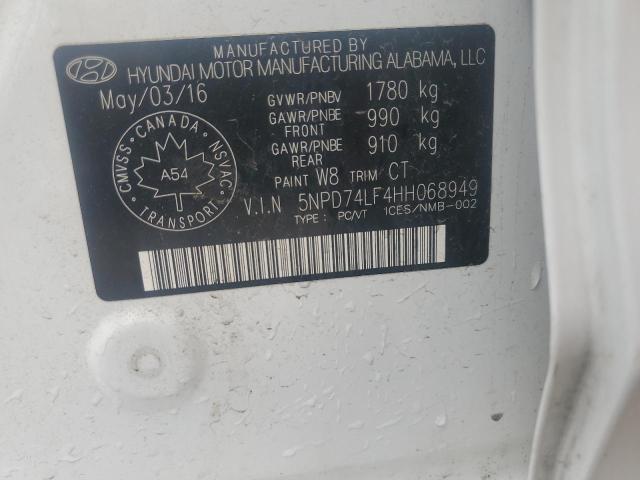 MANUFACTURED BY
HYUNDAI MOTOR MANUFACTURING ALABAMA, LLC
May/03/16
GVWR/PNBV 1780 kg
GAWR/PNBE FRONT 990 kg
GAWR/PNBE REAR 910 kg
PAINT W8 TRIM CT
CANADA
CMVSS
NSVAC
A54
TRANSPORT
V.I.N 5NPD74LF4HH068949
TYPE : PC/VT ICES/NMB-002